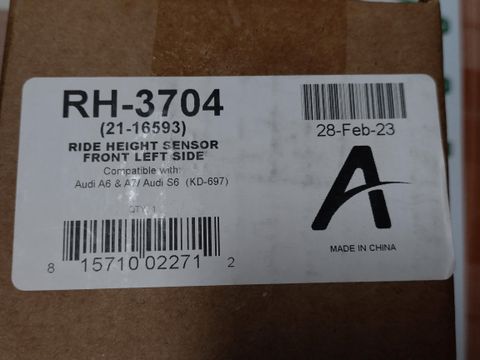 RH-3704
(21-16593)
RIDE HEIGHT SENSOR
FRONT LEFT SIDE
Compatible with:
Audi A6 & A7/ Audi S6 (KD-697)
QTY: 1
8 15710 02271 2
28-Feb-23
A
MADE IN CHINA